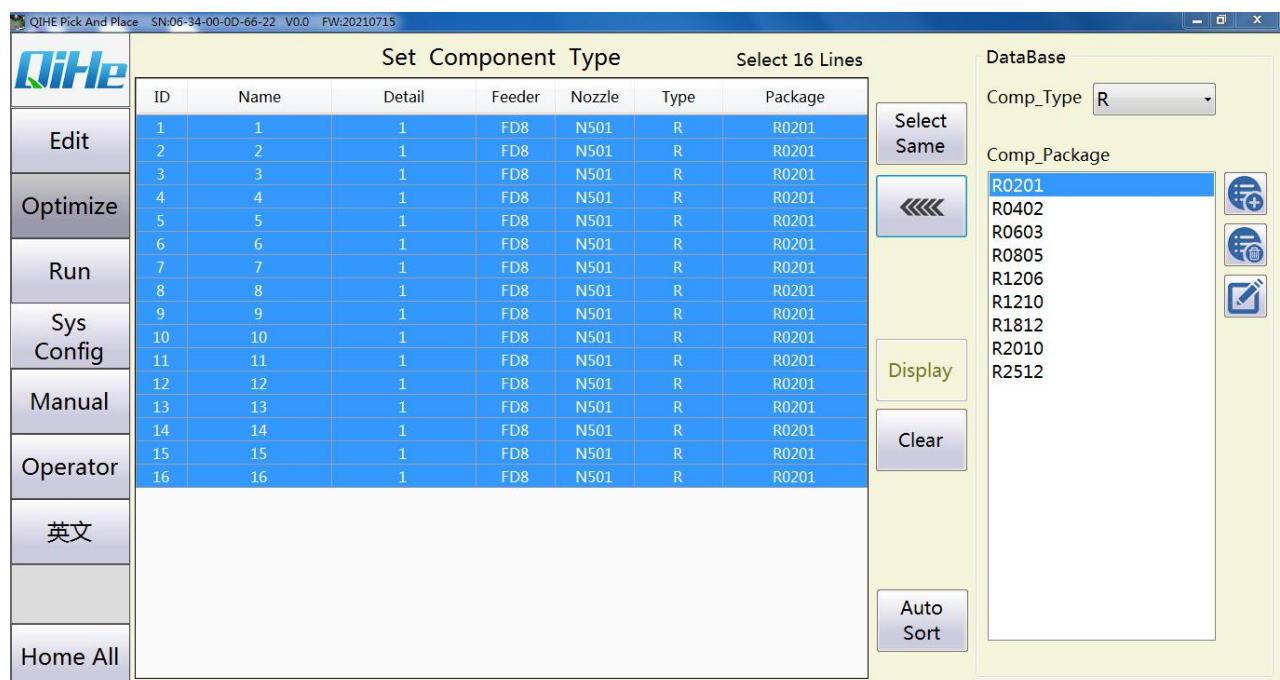 QIHE Pick And Place SN:06-34-00-0D-66-22 V0.0 FW:20210715
QiHe
Edit
Optimize
Run
Sys
Config
Manual
Operator
英文
Home All
Set Component Type Select 16 Lines
ID Name Detail Feeder Nozzle Type Package
1 1 1 FD8 N501 R R0201
2 2 1 FD8 N501 R R0201
3 3 1 FD8 N501 R R0201
4 4 1 FD8 N501 R R0201
5 5 1 FD8 N501 R R0201
6 6 1 FD8 N501 R R0201
7 7 1 FD8 N501 R R0201
8 8 1 FD8 N501 R R0201
9 9 1 FD8 N501 R R0201
10 10 1 FD8 N501 R R0201
11 11 1 FD8 N501 R R0201
12 12 1 FD8 N501 R R0201
13 13 1 FD8 N501 R R0201
14 14 1 FD8 N501 R R0201
15 15 1 FD8 N501 R R0201
16 16 1 FD8 N501 R R0201
Select
Same
Display
Clear
Auto
Sort
DataBase
Comp_Type R
Comp_Package
R0201
R0402
R0603
R0805
R1206
R1210
R1812
R2010
R2512